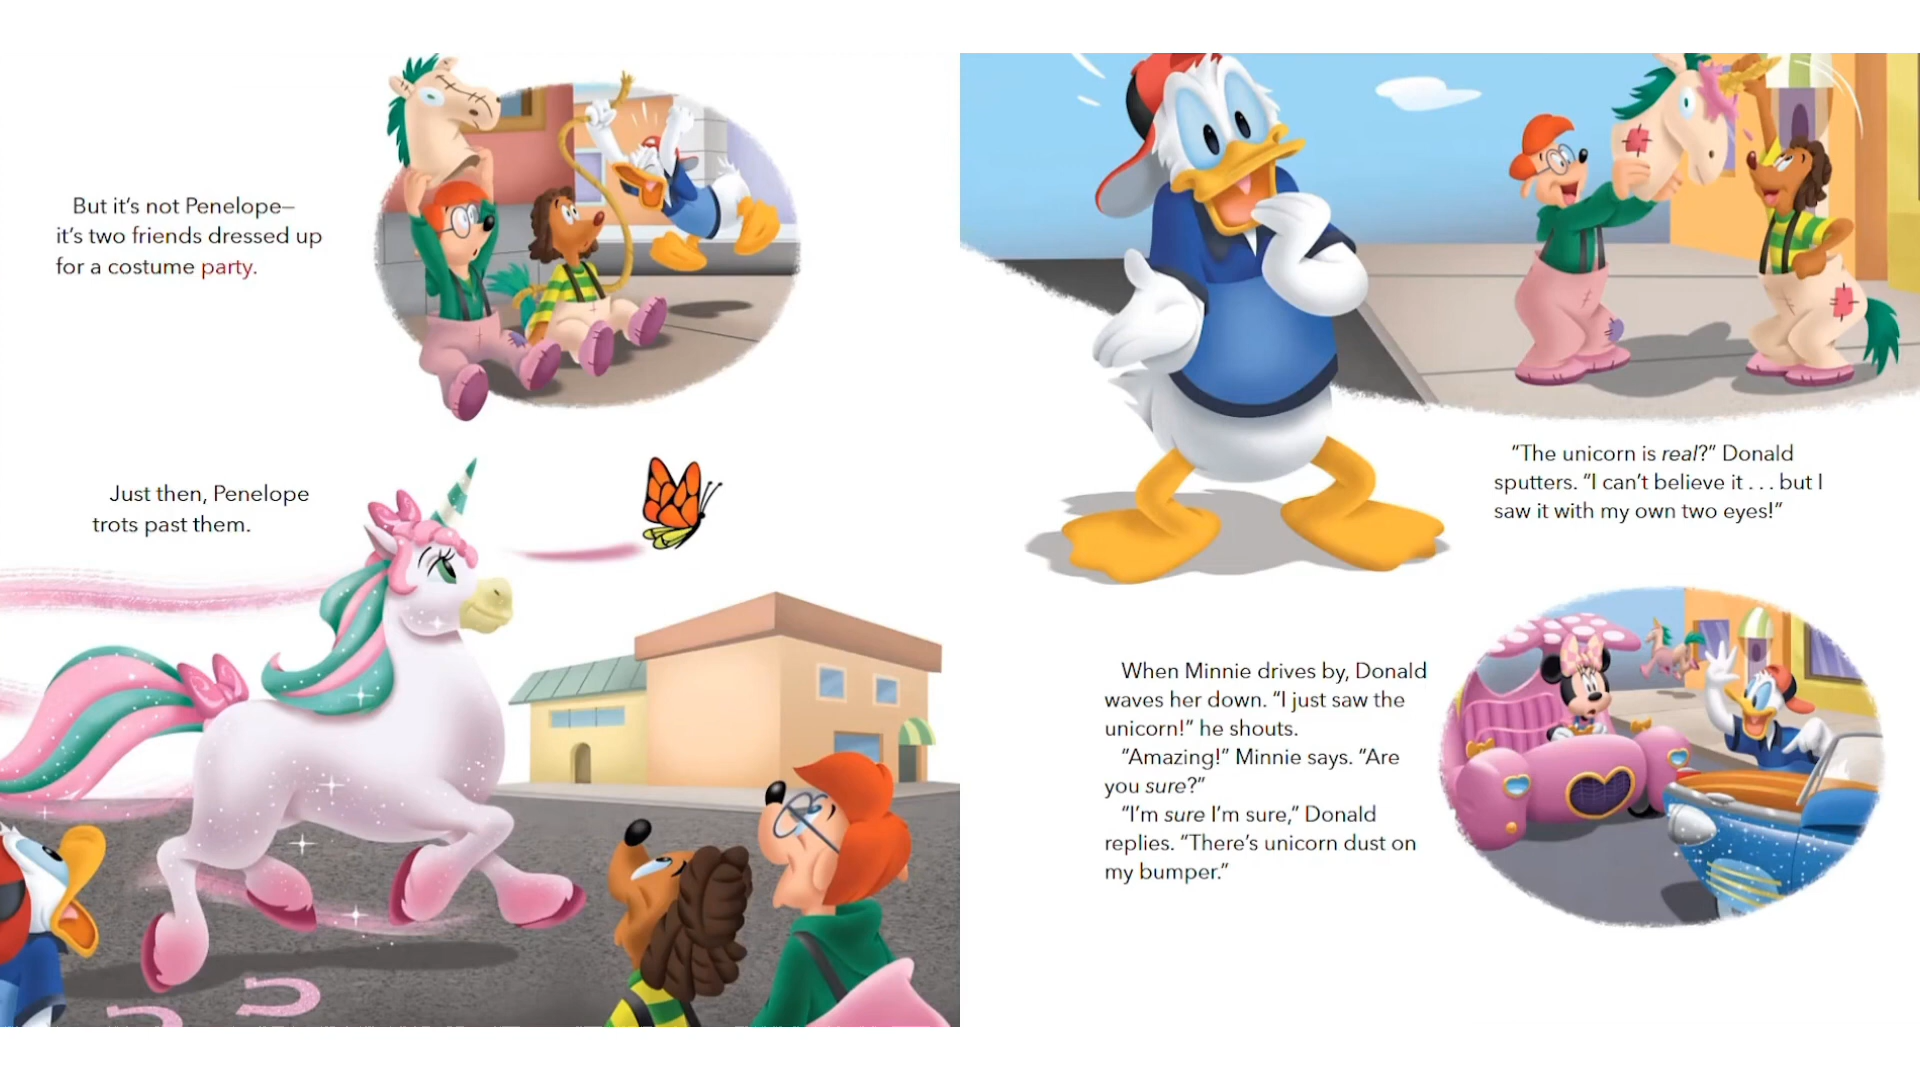 But it's not Penelope—
it's two friends dressed up
for a costume party.
Just then, Penelope
trots past them.
"The unicorn is real?" Donald
sputters. "I can't believe it . . . but I
saw it with my own two eyes!"
When Minnie drives by, Donald
waves her down. "I just saw the
unicorn!" he shouts.
"Amazing!" Minnie says. "Are
you sure?"
"I'm sure I'm sure," Donald
replies. "There's unicorn dust on
my bumper."